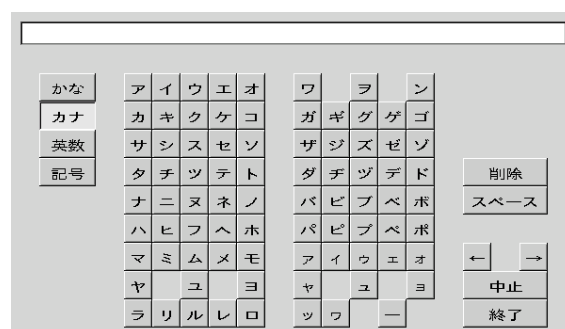 かな
カナ
英数
記号
ア イ ウ エ オ
カ キ ク ケ コ
サ シ ス セ ソ
タ チ ツ テ ト
ナ ニ ヌ ネ ノ
ハ ヒ フ ヘ ホ
マ ミ ム メ モ
ヤ ユ ヨ
ラ リ ル レ ロ
ワ ヲ ン
ガ ギ グ ゲ ゴ
ザ ジ ズ ゼ ゾ
ダ ヂ ヅ デ ド
バ ビ ブ ベ ボ
パ ピ プ ペ ポ
ァ ィ ゥ ェ ォ
ャ ュ ョ
ッ ヮ ー
削除
スペース
← →
中止
終了